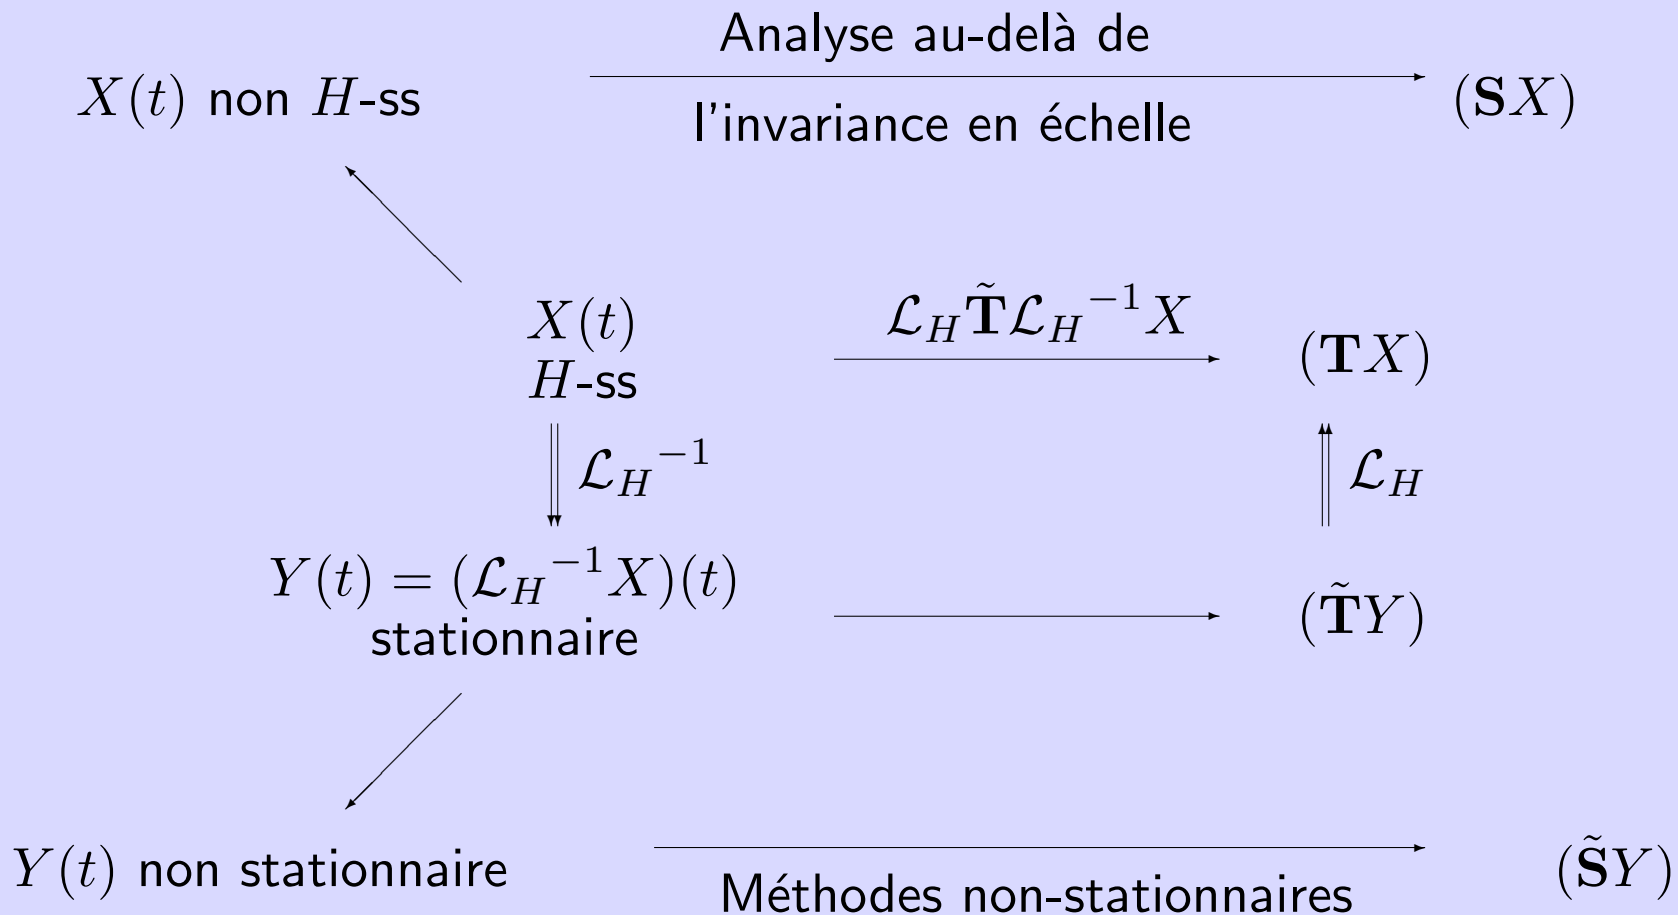 Analyse au-delà de
X(t) non H-ss
(𝐒X)
l'invariance en échelle
X(t)
H-ss
ℒ_H 𝐓̃ ℒ_H⁻¹ X
(𝐓X)
ℒ_H⁻¹
ℒ_H
Y(t) = (ℒ_H⁻¹X)(t)
stationnaire
(𝐓̃Y)
Y(t) non stationnaire
(𝐒̃Y)
Méthodes non-stationnaires